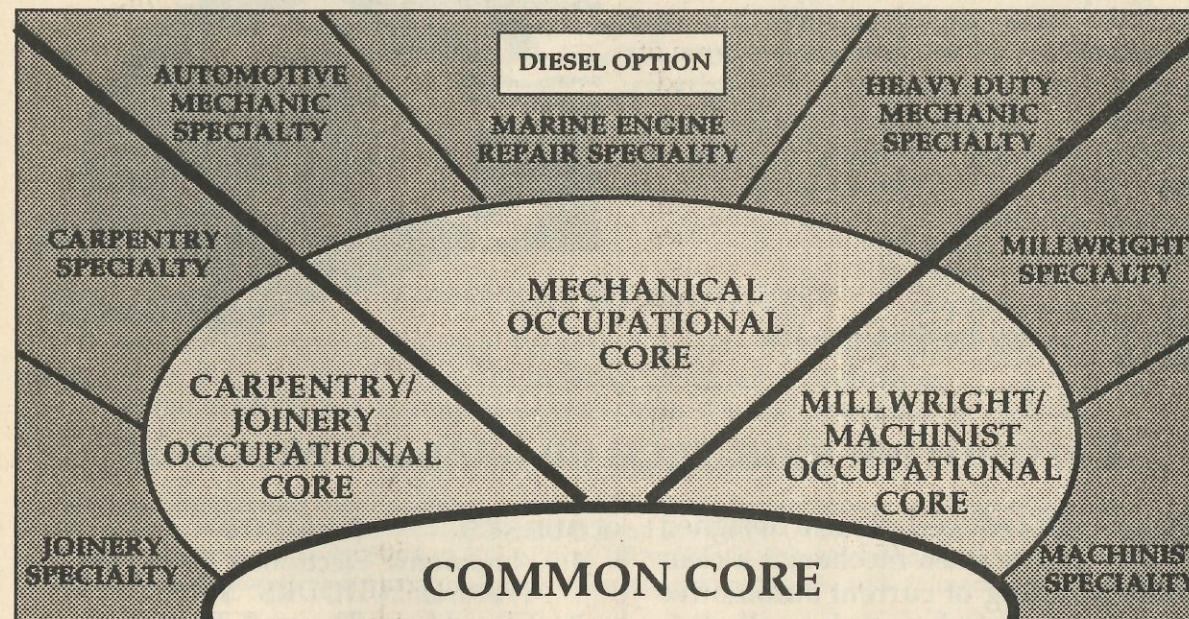 DIESEL OPTION
AUTOMOTIVE
MECHANIC
SPECIALTY
MARINE ENGINE
REPAIR SPECIALTY
HEAVY DUTY
MECHANIC
SPECIALTY
CARPENTRY
SPECIALTY
MILLWRIGHT
SPECIALTY
MECHANICAL
OCCUPATIONAL
CORE
CARPENTRY/
JOINERY
OCCUPATIONAL
CORE
MILLWRIGHT/
MACHINIST
OCCUPATIONAL
CORE
JOINERY
SPECIALTY
MACHINIST
SPECIALTY
COMMON CORE